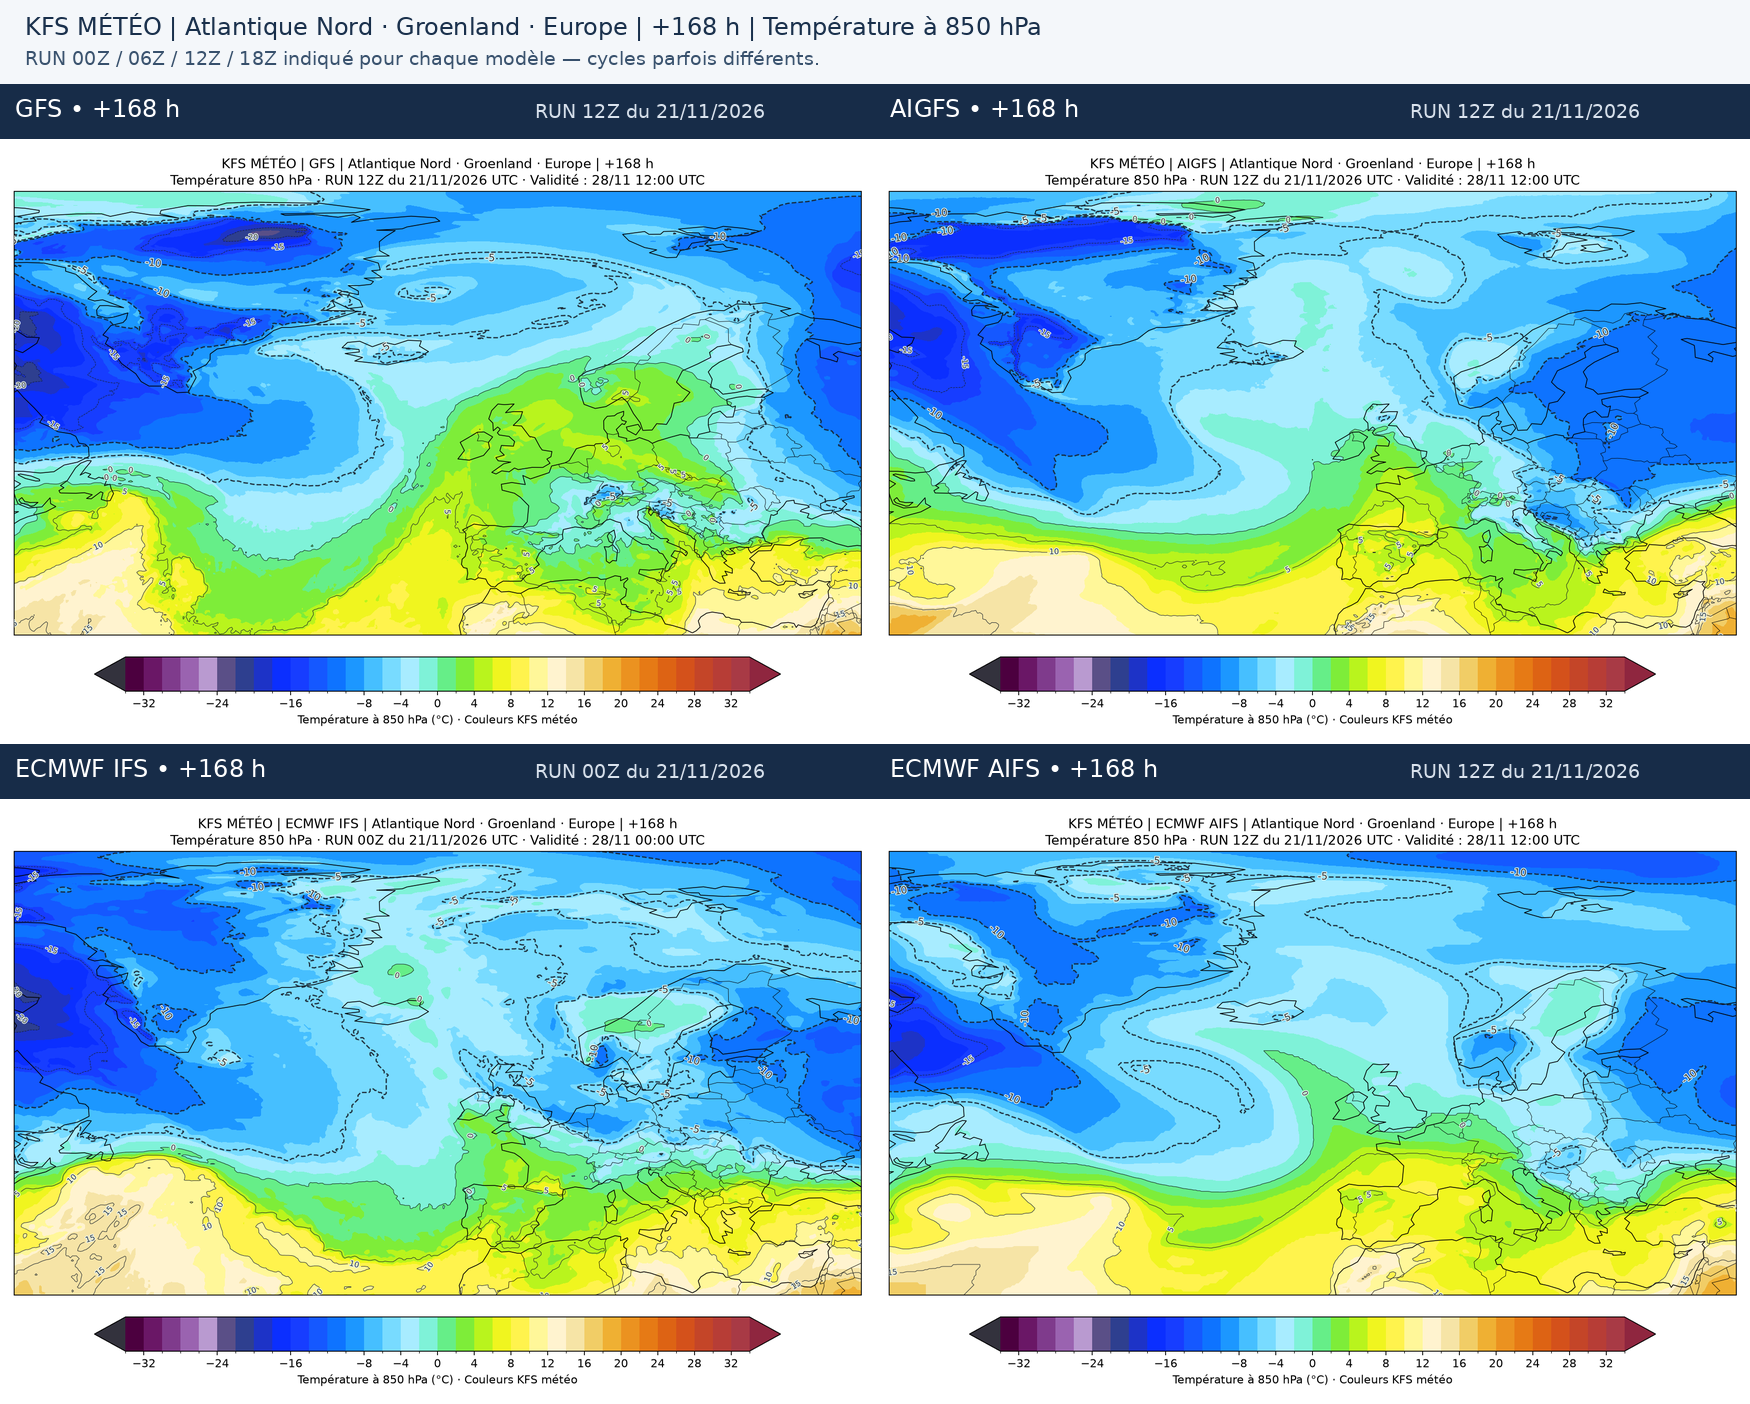 KFS MÉTÉO | Atlantique Nord · Groenland · Europe | +168 h | Température à 850 hPa
RUN 00Z / 06Z / 12Z / 18Z indiqué pour chaque modèle — cycles parfois différents.
GFS • +168 h
RUN 12Z du 21/11/2026
KFS MÉTÉO | GFS | Atlantique Nord · Groenland · Europe | +168 h
Température 850 hPa · RUN 12Z du 21/11/2026 UTC · Validité : 28/11 12:00 UTC
−32 −24 −16 −8 −4 0 4 8 12 16 20 24 28 32
Température à 850 hPa (°C) · Couleurs KFS météo
AIGFS • +168 h
RUN 12Z du 21/11/2026
KFS MÉTÉO | AIGFS | Atlantique Nord · Groenland · Europe | +168 h
Température 850 hPa · RUN 12Z du 21/11/2026 UTC · Validité : 28/11 12:00 UTC
−32 −24 −16 −8 −4 0 4 8 12 16 20 24 28 32
Température à 850 hPa (°C) · Couleurs KFS météo
ECMWF IFS • +168 h
RUN 00Z du 21/11/2026
KFS MÉTÉO | ECMWF IFS | Atlantique Nord · Groenland · Europe | +168 h
Température 850 hPa · RUN 00Z du 21/11/2026 UTC · Validité : 28/11 00:00 UTC
−32 −24 −16 −8 −4 0 4 8 12 16 20 24 28 32
Température à 850 hPa (°C) · Couleurs KFS météo
ECMWF AIFS • +168 h
RUN 12Z du 21/11/2026
KFS MÉTÉO | ECMWF AIFS | Atlantique Nord · Groenland · Europe | +168 h
Température 850 hPa · RUN 12Z du 21/11/2026 UTC · Validité : 28/11 12:00 UTC
−32 −24 −16 −8 −4 0 4 8 12 16 20 24 28 32
Température à 850 hPa (°C) · Couleurs KFS météo